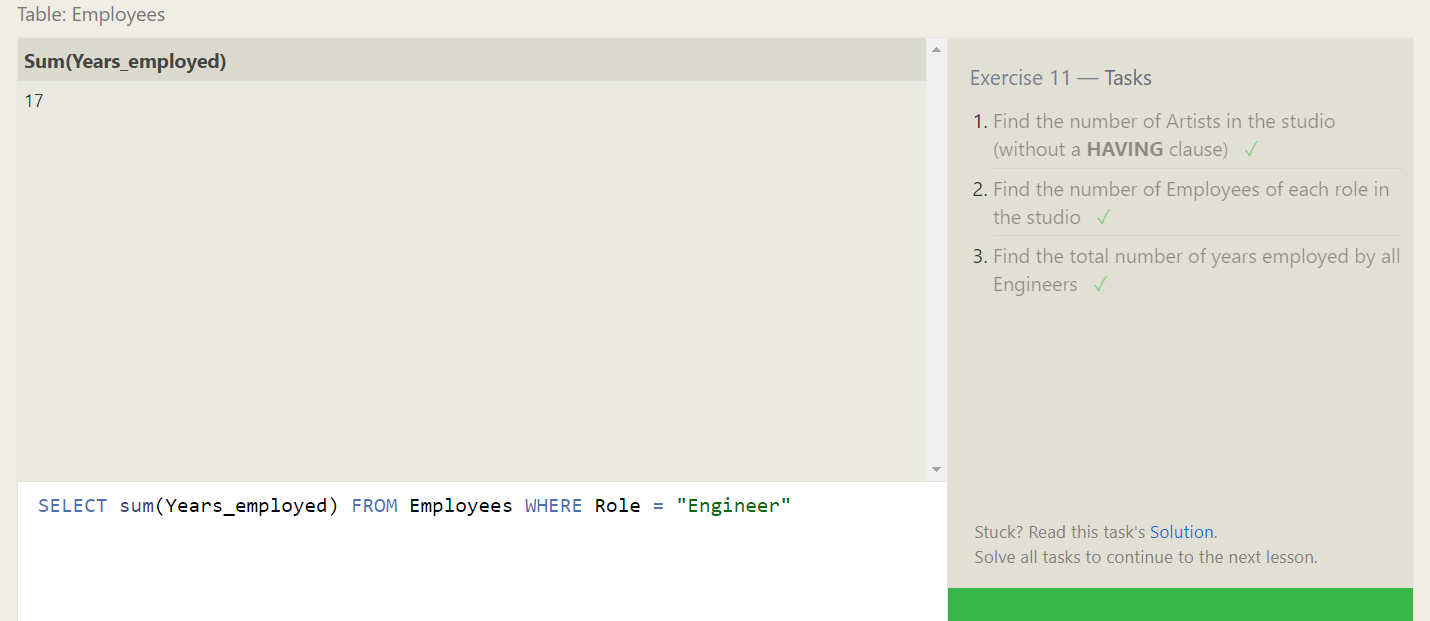 Table: Employees
Sum(Years_employed)
17
SELECT sum(Years_employed) FROM Employees WHERE Role = "Engineer"
Exercise 11 — Tasks
1. Find the number of Artists in the studio
(without a HAVING clause) ✓
2. Find the number of Employees of each role in
the studio ✓
3. Find the total number of years employed by all
Engineers ✓
Stuck? Read this task's Solution.
Solve all tasks to continue to the next lesson.